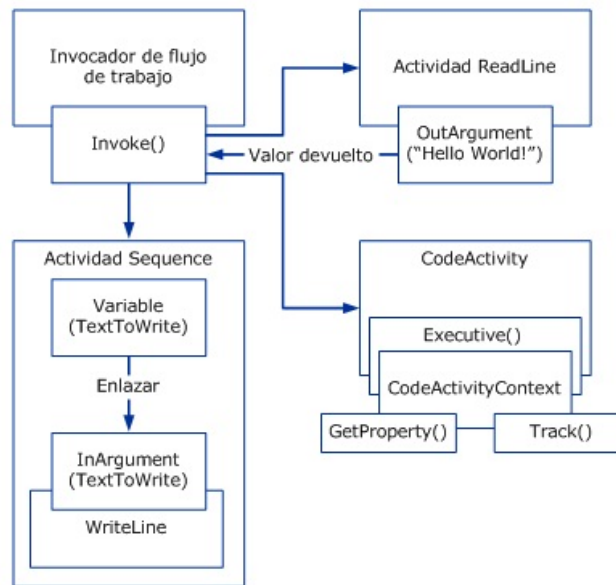 Invocador de flujo
de trabajo
Invoke()
Actividad ReadLine
OutArgument
("Hello World!")
Valor devuelto
Actividad Sequence
Variable
(TextToWrite)
Enlazar
InArgument
(TextToWrite)
WriteLine
CodeActivity
Executive()
CodeActivityContext
GetProperty()
Track()